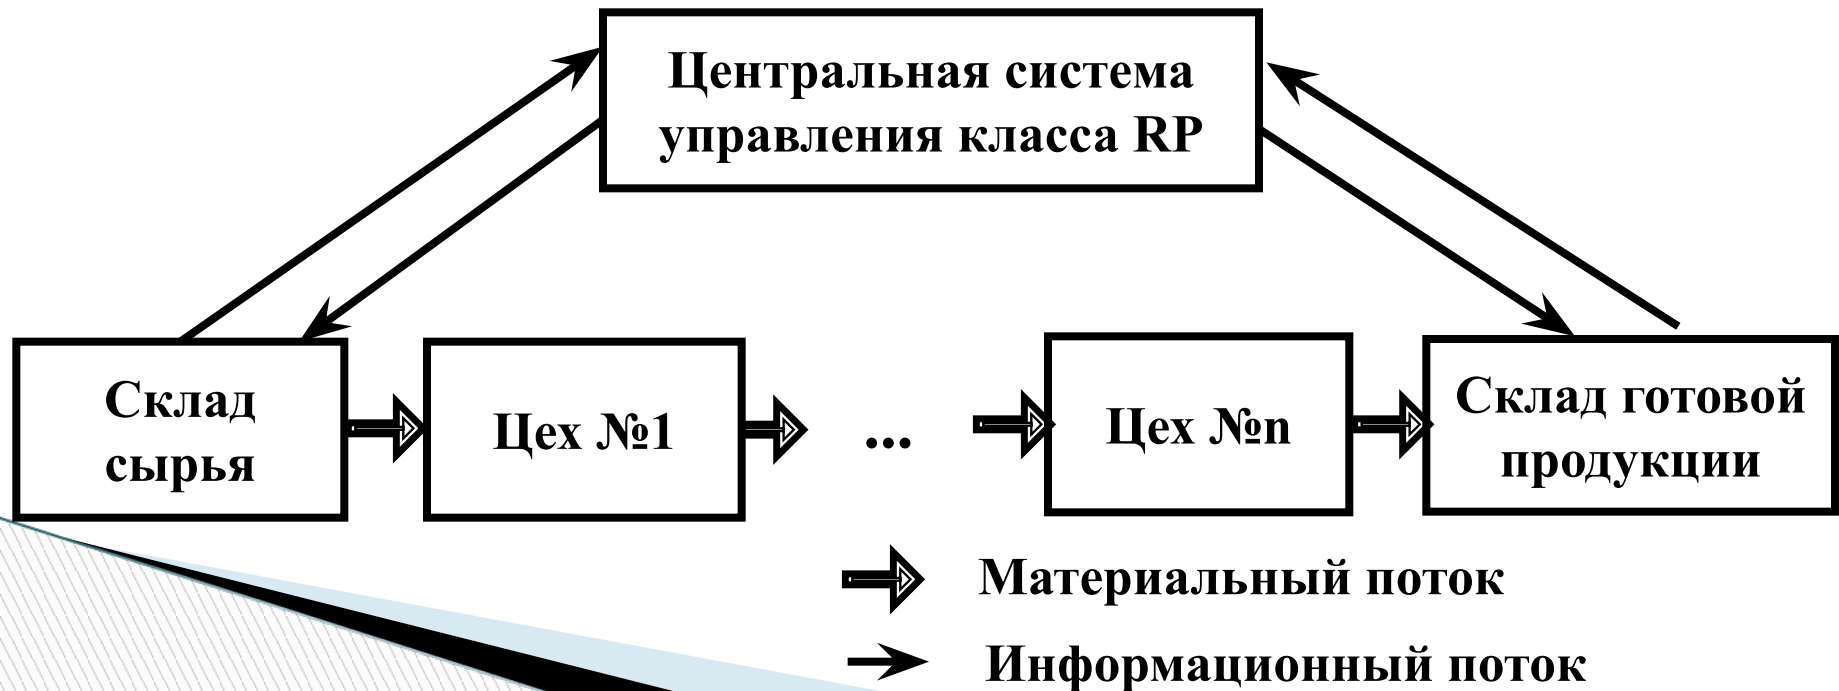 Центральная система
управления класса RP
Склад
сырья
Цех №1
...
Цех №n
Склад готовой
продукции
Материальный поток
Информационный поток